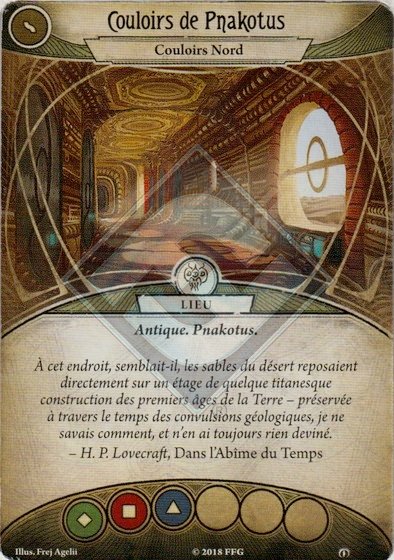 Couloirs de Pnakotus
Couloirs Nord
LIEU
Antique. Pnakotus.
À cet endroit, semblait-il, les sables du désert reposaient
directement sur un étage de quelque titanesque
construction des premiers âges de la Terre – préservée
à travers le temps des convulsions géologiques, je ne
savais comment, et n'en ai toujours rien deviné.
– H. P. Lovecraft, Dans l'Abîme du Temps
Illus. Frej Agelii
© 2018 FFG